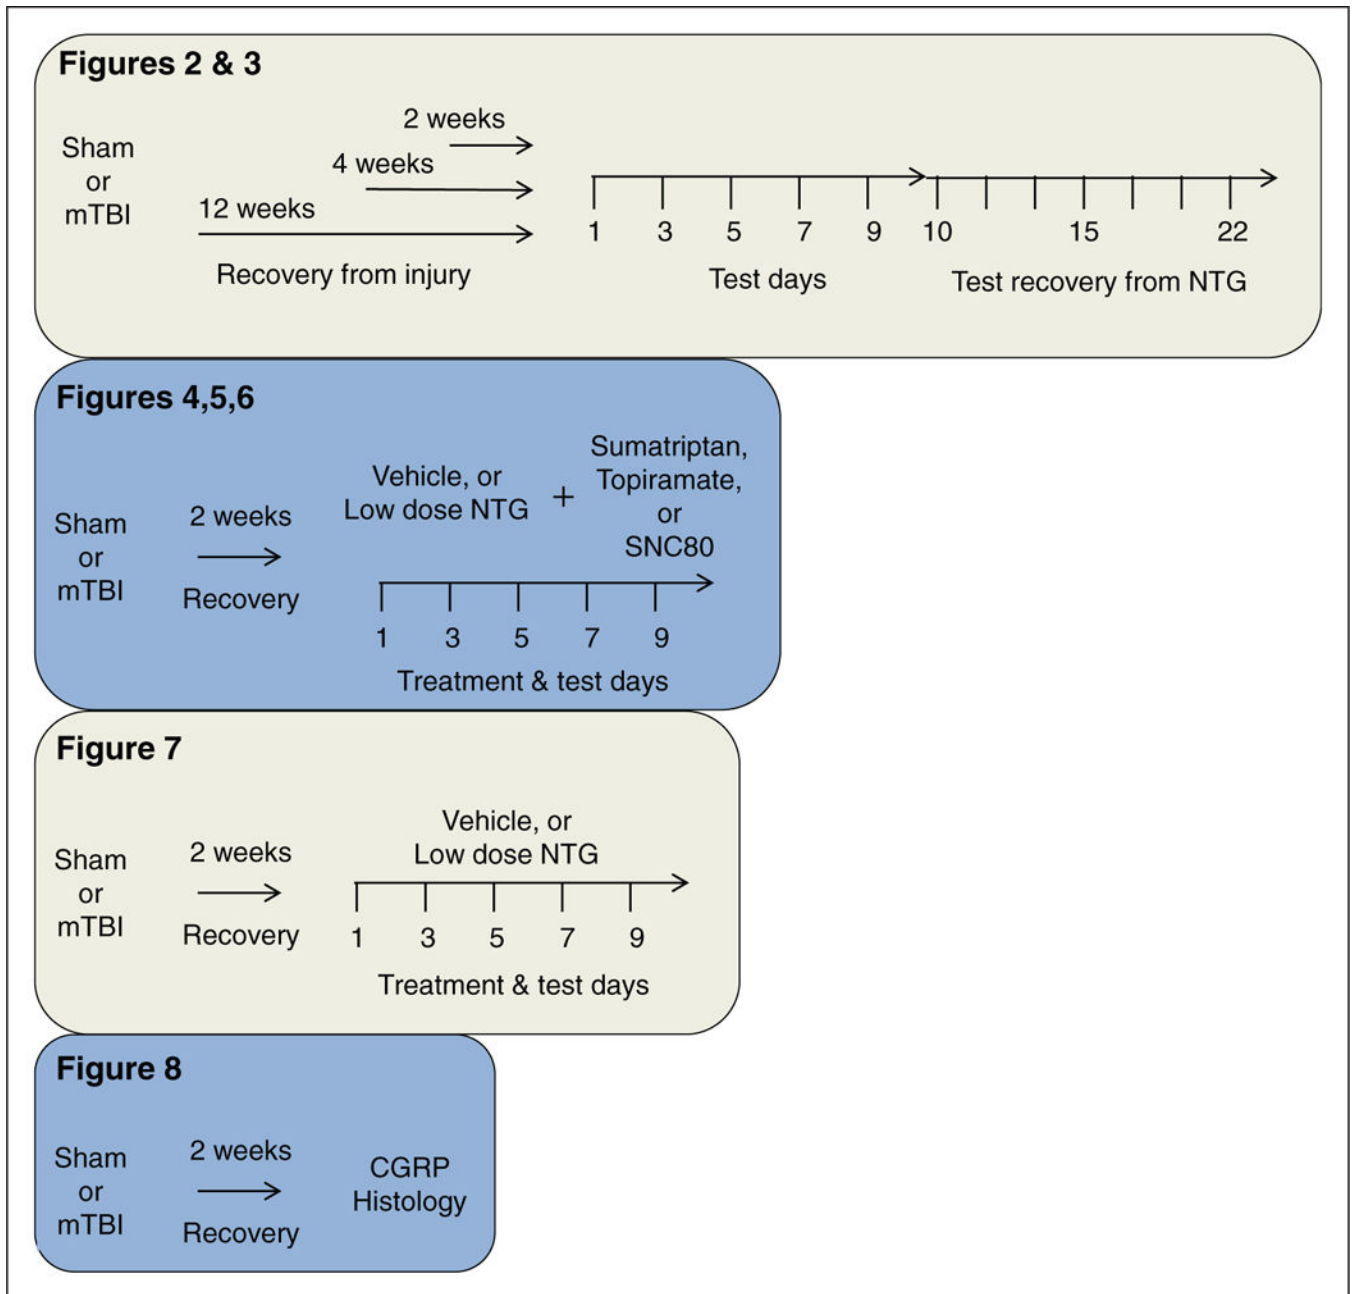 Figures 2 & 3
Sham
or
mTBI
2 weeks
4 weeks
12 weeks
Recovery from injury
1 3 5 7 9 10 15 22
Test days
Test recovery from NTG
Figures 4,5,6
Sham
or
mTBI
2 weeks
Recovery
Vehicle, or
Low dose NTG
+
Sumatriptan,
Topiramate,
or
SNC80
1 3 5 7 9
Treatment & test days
Figure 7
Sham
or
mTBI
2 weeks
Recovery
Vehicle, or
Low dose NTG
1 3 5 7 9
Treatment & test days
Figure 8
Sham
or
mTBI
2 weeks
Recovery
CGRP
Histology